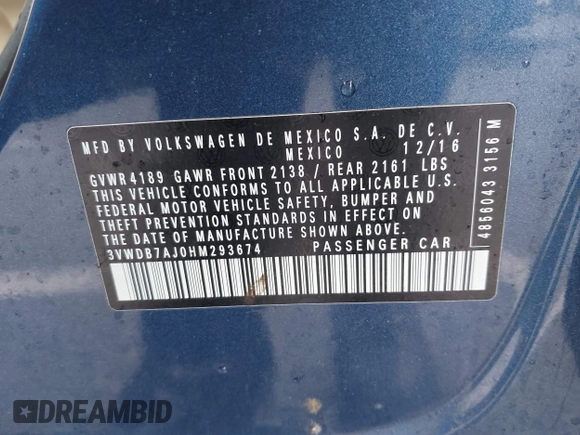 MFD BY VOLKSWAGEN DE MEXICO S.A. DE C.V.
MEXICO 12/16
GVWR 4189 GAWR FRONT 2138 / REAR 2161 LBS
THIS VEHICLE CONFORMS TO ALL APPLICABLE U.S.
FEDERAL MOTOR VEHICLE SAFETY, BUMPER AND
THEFT PREVENTION STANDARDS IN EFFECT ON
THE DATE OF MANUFACTURE SHOWN ABOVE.
3VWDB7AJ0HM293674 PASSENGER CAR
4856043 3156 M
DREAMBID